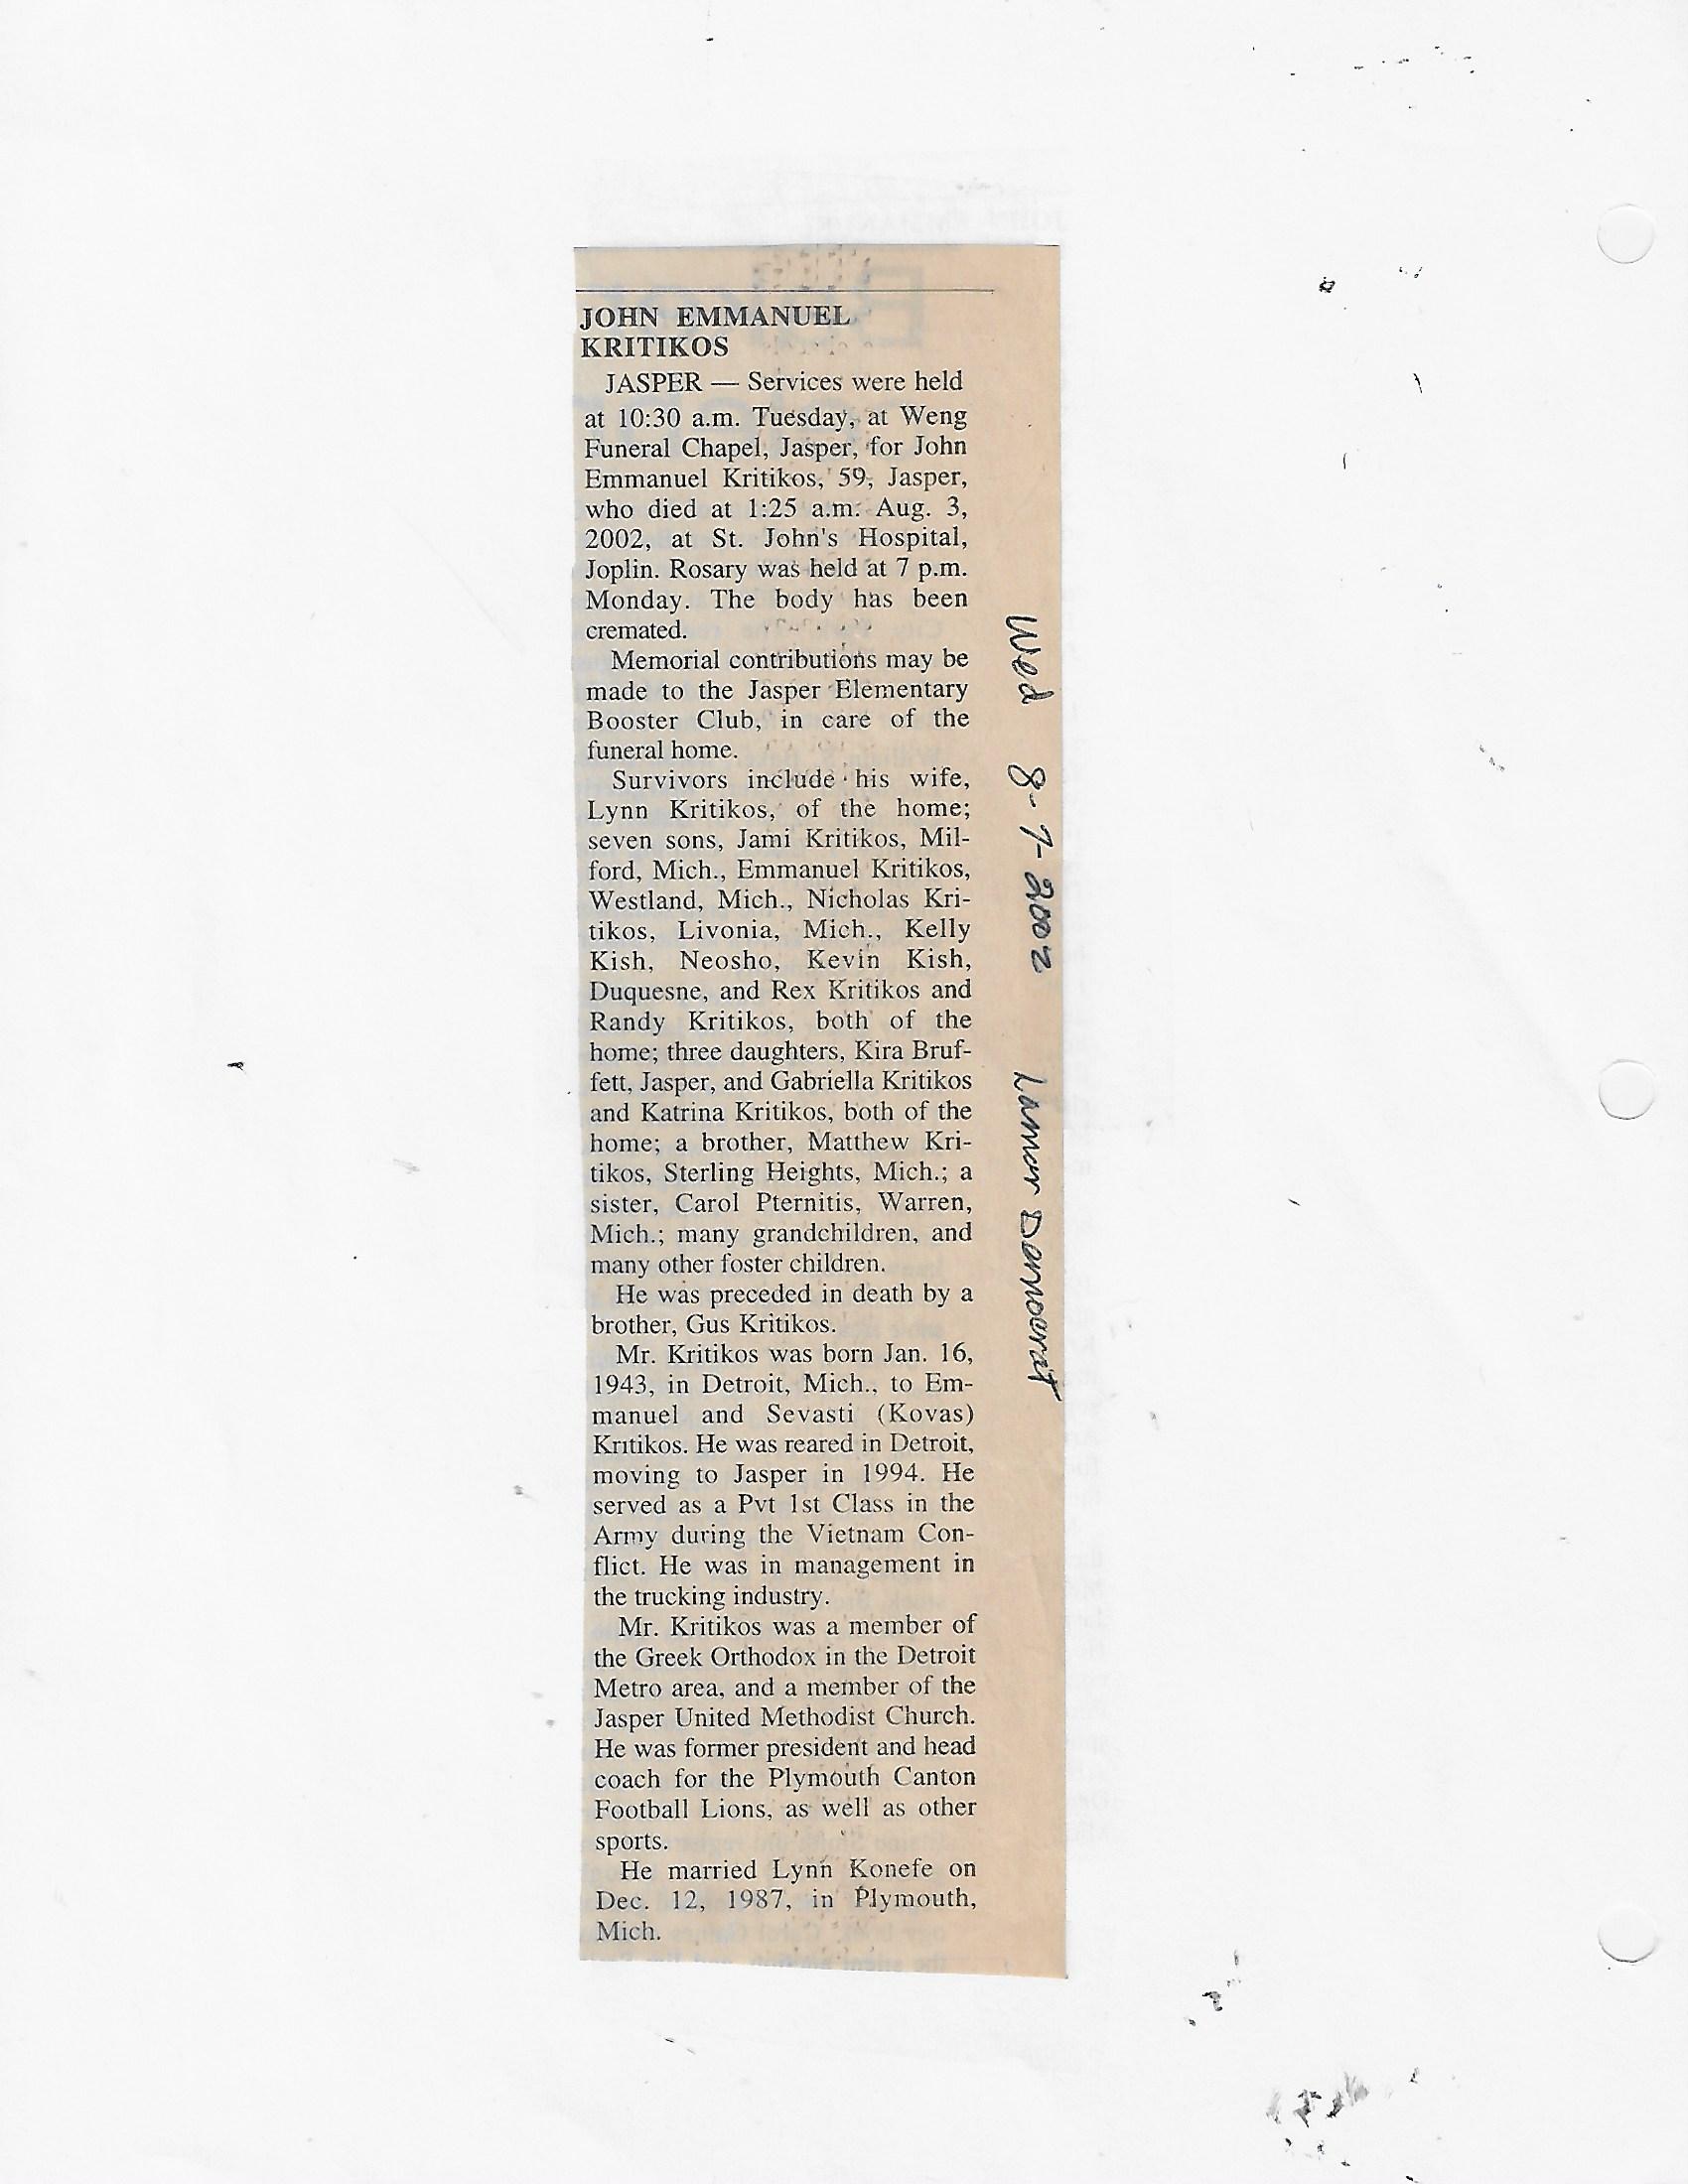 JOHN EMMANUEL
KRITIKOS
JASPER — Services were held
at 10:30 a.m. Tuesday, at Weng
Funeral Chapel, Jasper, for John
Emmanuel Kritikos, 59, Jasper,
who died at 1:25 a.m. Aug. 3,
2002, at St. John's Hospital,
Joplin. Rosary was held at 7 p.m.
Monday. The body has been
cremated.
Memorial contributions may be
made to the Jasper Elementary
Booster Club, in care of the
funeral home.
Survivors include his wife,
Lynn Kritikos, of the home;
seven sons, Jami Kritikos, Mil-
ford, Mich., Emmanuel Kritikos,
Westland, Mich., Nicholas Kri-
tikos, Livonia, Mich., Kelly
Kish, Neosho, Kevin Kish,
Duquesne, and Rex Kritikos and
Randy Kritikos, both of the
home; three daughters, Kira Bruf-
fett, Jasper, and Gabriella Kritikos
and Katrina Kritikos, both of the
home; a brother, Matthew Kri-
tikos, Sterling Heights, Mich.; a
sister, Carol Pternitis, Warren,
Mich.; many grandchildren, and
many other foster children.
He was preceded in death by a
brother, Gus Kritikos.
Mr. Kritikos was born Jan. 16,
1943, in Detroit, Mich., to Em-
manuel and Sevasti (Kovas)
Kritikos. He was reared in Detroit,
moving to Jasper in 1994. He
served as a Pvt 1st Class in the
Army during the Vietnam Con-
flict. He was in management in
the trucking industry.
Mr. Kritikos was a member of
the Greek Orthodox in the Detroit
Metro area, and a member of the
Jasper United Methodist Church.
He was former president and head
coach for the Plymouth Canton
Football Lions, as well as other
sports.
He married Lynn Konefe on
Dec. 12, 1987, in Plymouth,
Mich.
Wed 8-7-2002 Lamar Democrat